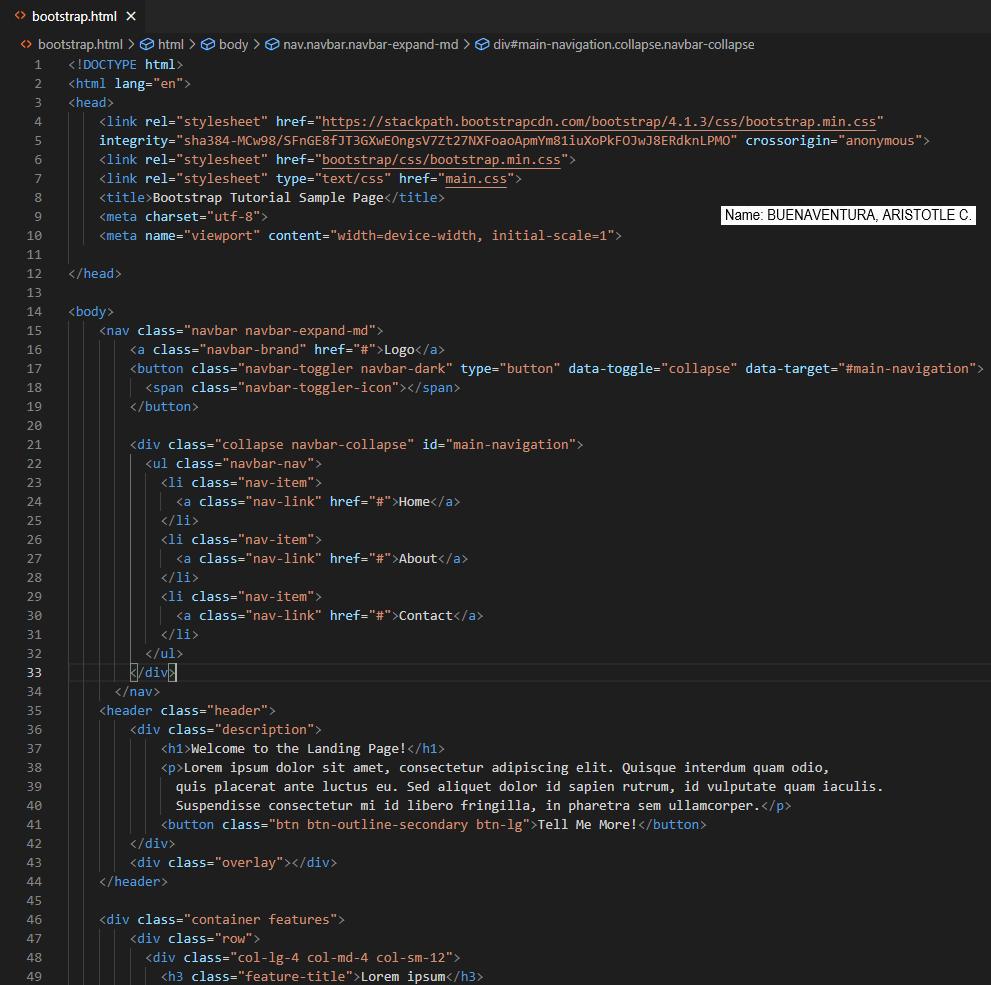 bootstrap.html
bootstrap.html > html > body > nav.navbar.navbar-expand-md > div#main-navigation.collapse.navbar-collapse
1 <!DOCTYPE html>
2 <html lang="en">
3 <head>
4 <link rel="stylesheet" href="https://stackpath.bootstrapcdn.com/bootstrap/4.1.3/css/bootstrap.min.css"
5 integrity="sha384-MCw98/SFnGE8fJT3GXwEOngsV7Zt27NXFoaoApmYm81iuXoPkFOJwJ8ERdknLPMO" crossorigin="anonymous">
6 <link rel="stylesheet" href="bootstrap/css/bootstrap.min.css">
7 <link rel="stylesheet" type="text/css" href="main.css">
8 <title>Bootstrap Tutorial Sample Page</title>
9 <meta charset="utf-8">
Name: BUENAVENTURA, ARISTOTLE C.
10 <meta name="viewport" content="width=device-width, initial-scale=1">
11
12 </head>
13
14 <body>
15 <nav class="navbar navbar-expand-md">
16 <a class="navbar-brand" href="#">Logo</a>
17 <button class="navbar-toggler navbar-dark" type="button" data-toggle="collapse" data-target="#main-navigation">
18 <span class="navbar-toggler-icon"></span>
19 </button>
20
21 <div class="collapse navbar-collapse" id="main-navigation">
22 <ul class="navbar-nav">
23 <li class="nav-item">
24 <a class="nav-link" href="#">Home</a>
25 </li>
26 <li class="nav-item">
27 <a class="nav-link" href="#">About</a>
28 </li>
29 <li class="nav-item">
30 <a class="nav-link" href="#">Contact</a>
31 </li>
32 </ul>
33 </div>
34 </nav>
35 <header class="header">
36 <div class="description">
37 <h1>Welcome to the Landing Page!</h1>
38 <p>Lorem ipsum dolor sit amet, consectetur adipiscing elit. Quisque interdum quam odio,
39 quis placerat ante luctus eu. Sed aliquet dolor id sapien rutrum, id vulputate quam iaculis.
40 Suspendisse consectetur mi id libero fringilla, in pharetra sem ullamcorper.</p>
41 <button class="btn btn-outline-secondary btn-lg">Tell Me More!</button>
42 </div>
43 <div class="overlay"></div>
44 </header>
45
46 <div class="container features">
47 <div class="row">
48 <div class="col-lg-4 col-md-4 col-sm-12">
49 <h3 class="feature-title">Lorem ipsum</h3>